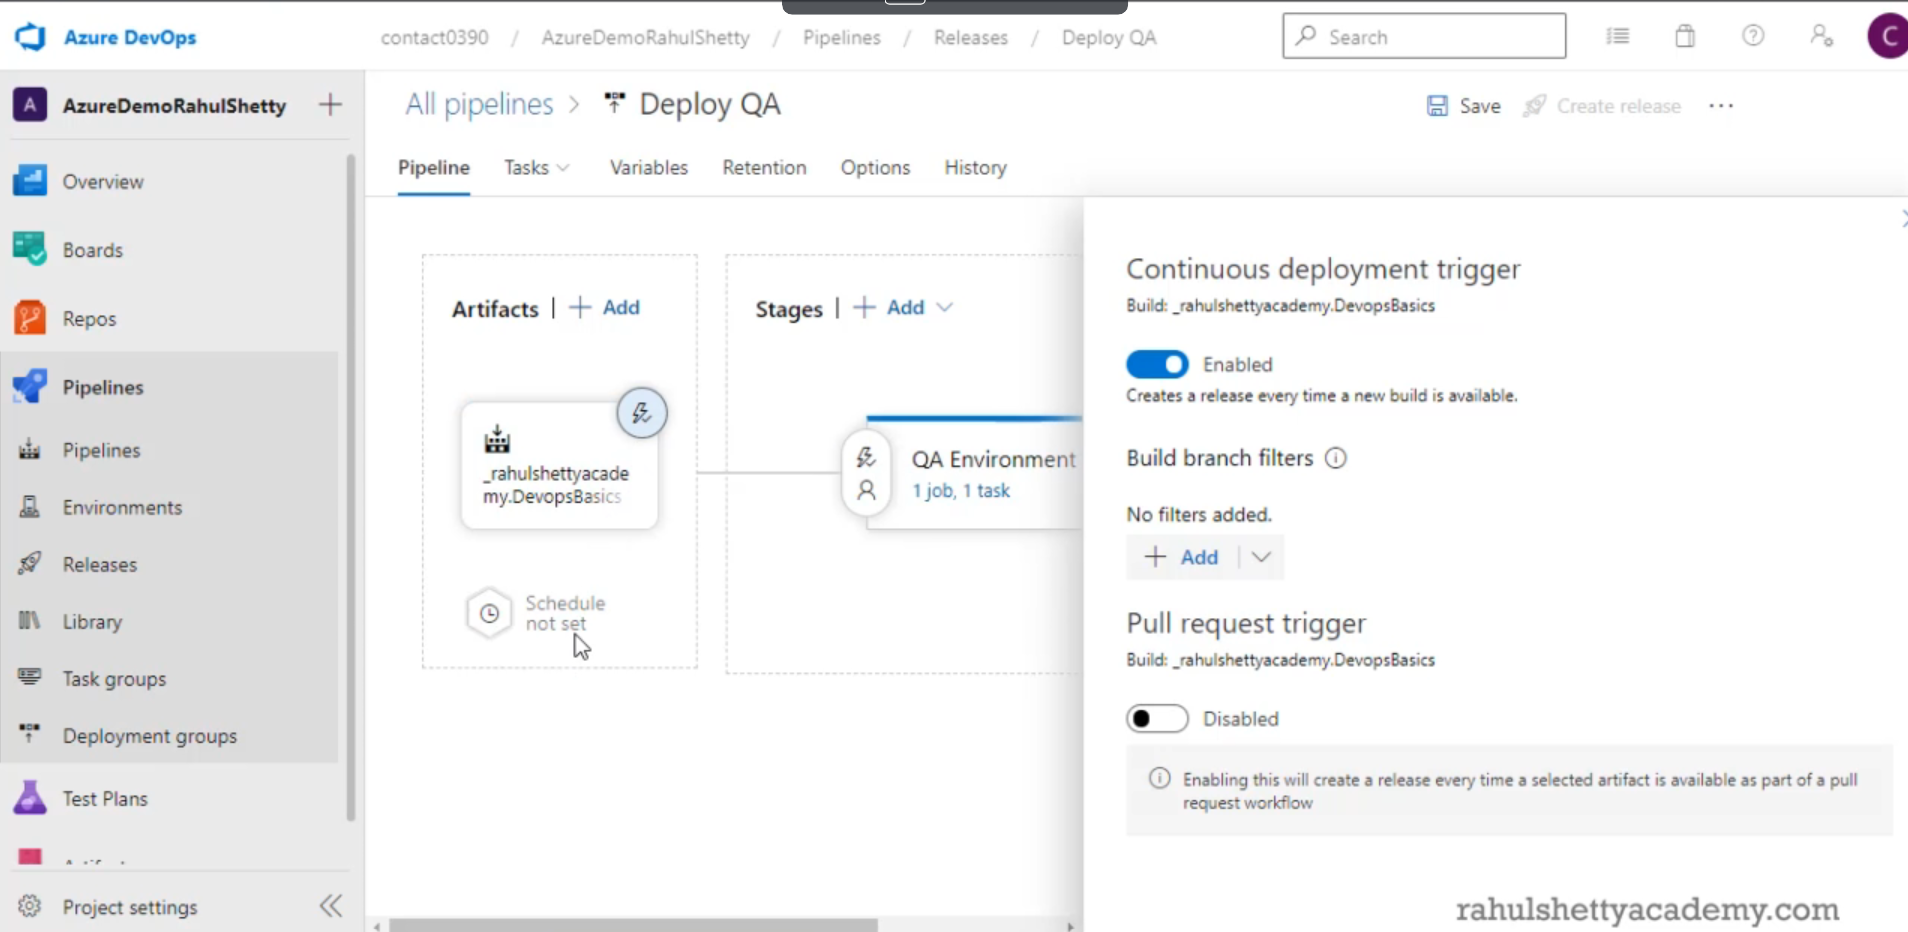 Azure DevOps
contact0390 / AzureDemoRahulShetty / Pipelines / Releases / Deploy QA
Search
C
A AzureDemoRahulShetty
Overview
Boards
Repos
Pipelines
Pipelines
Environments
Releases
Library
Task groups
Deployment groups
Test Plans
Project settings
All pipelines > Deploy QA
Save
Create release
Pipeline
Tasks
Variables
Retention
Options
History
Artifacts | + Add
_rahulshettyacade
my.DevopsBasics
Schedule
not set
Stages | + Add
QA Environment
1 job, 1 task
Continuous deployment trigger
Build: _rahulshettyacademy.DevopsBasics
Enabled
Creates a release every time a new build is available.
Build branch filters
No filters added.
+ Add
Pull request trigger
Build: _rahulshettyacademy.DevopsBasics
Disabled
Enabling this will create a release every time a selected artifact is available as part of a pull
request workflow
rahulshettyacademy.com